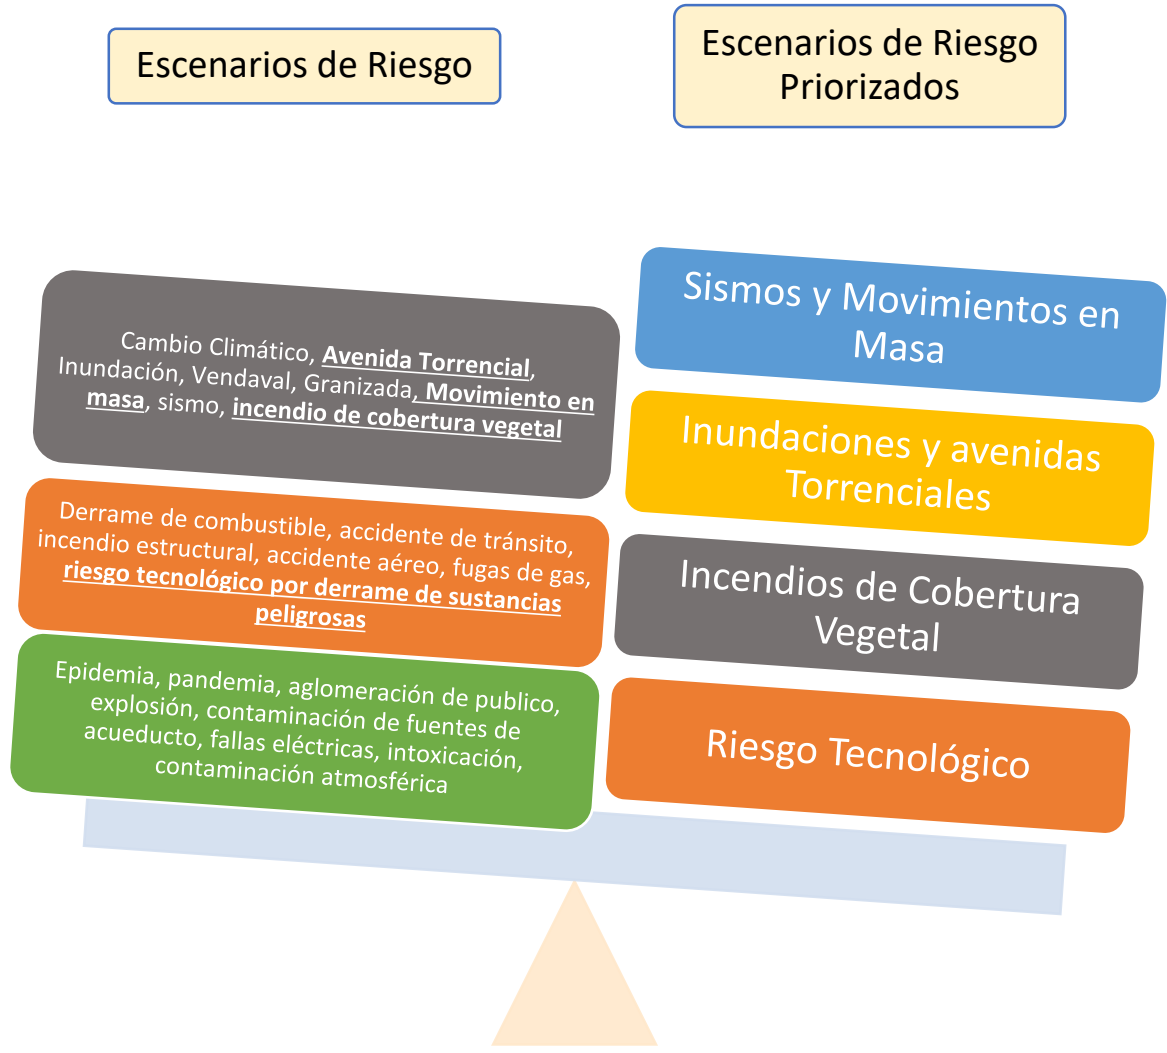 Escenarios de Riesgo
Escenarios de Riesgo
Priorizados
Cambio Climático, Avenida Torrencial,
Inundación, Vendaval, Granizada, Movimiento en
masa, sismo, incendio de cobertura vegetal
Derrame de combustible, accidente de tránsito,
incendio estructural, accidente aéreo, fugas de gas,
riesgo tecnológico por derrame de sustancias
peligrosas
Epidemia, pandemia, aglomeración de publico,
explosión, contaminación de fuentes de
acueducto, fallas eléctricas, intoxicación,
contaminación atmosférica
Sismos y Movimientos en
Masa
Inundaciones y avenidas
Torrenciales
Incendios de Cobertura
Vegetal
Riesgo Tecnológico